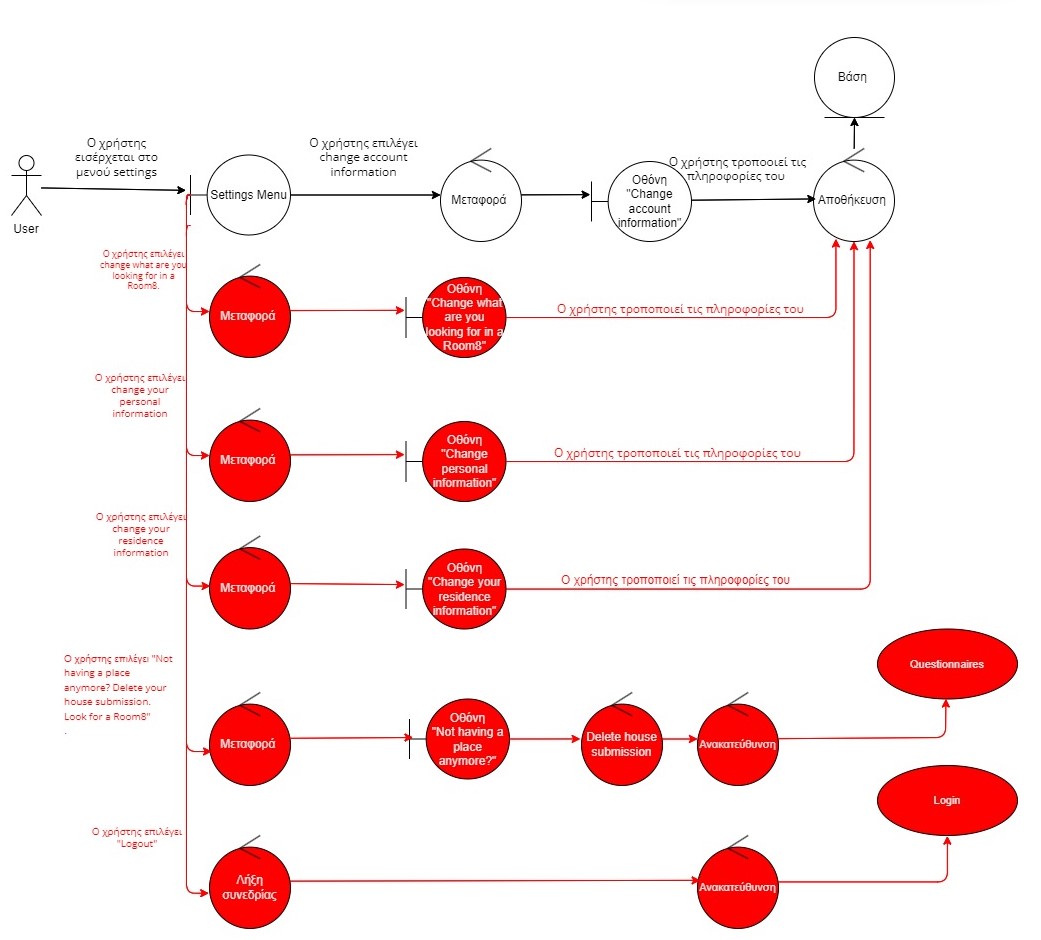 Βάση
Ο χρήστης
εισέρχεται στο
μενού settings
Ο χρήστης επιλέγει
change account
information
Ο χρήστης τροποοιεί τις
πληροφορίες του
User
Settings Menu
Μεταφορά
Οθόνη
"Change
account
information"
Αποθήκευση
Ο χρήστης επιλέγει
change what are you
looking for in a
Room8.
Μεταφορά
Οθόνη
"Change what
are you
looking for in a
Room8"
Ο χρήστης τροποποιεί τις πληροφορίες του
Ο χρήστης επιλέγει
change your
personal
information
Μεταφορά
Οθόνη
"Change
personal
information"
Ο χρήστης τροποποιεί τις πληροφορίες του
Ο χρήστης επιλέγει
change your
residence
information
Μεταφορά
Οθόνη
"Change your
residence
information"
Ο χρήστης τροποποιεί τις πληροφορίες του
Ο χρήστης επιλέγει "Not
having a place
anymore? Delete your
house submission.
Look for a Room8"
.
Μεταφορά
Οθόνη
"Not having a
place
anymore?"
Delete house
submission
Ανακατεύθυνση
Questionnaires
Login
Ο χρήστης επιλέγει
"Logout"
Λήξη
συνεδρίας
Ανακατεύθυνση